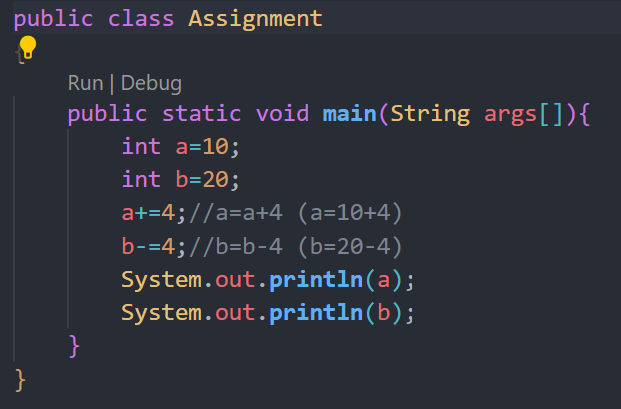 public class Assignment
{
Run | Debug
public static void main(String args[]){
int a=10;
int b=20;
a+=4;//a=a+4 (a=10+4)
b-=4;//b=b-4 (b=20-4)
System.out.println(a);
System.out.println(b);
}
}